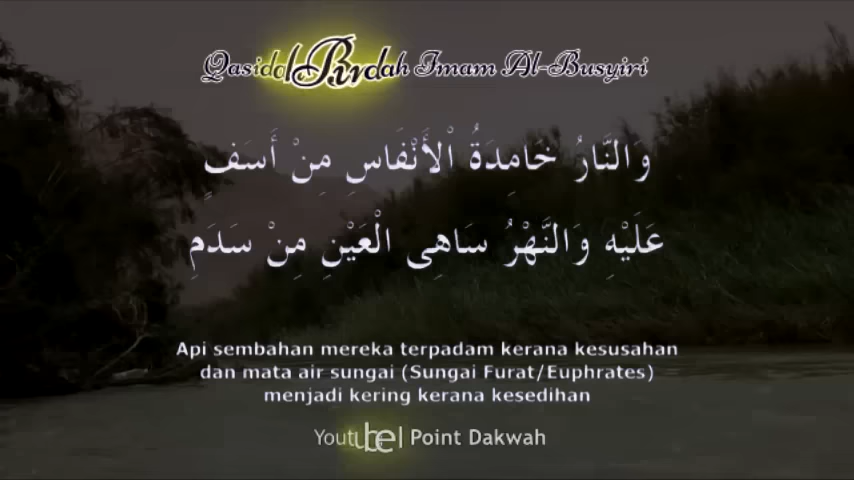 Qasidah Burdah Imam Al-Busyiri
وَالنَّارُ خَامِدَةُ اْلأَنْفَاسِ مِنْ أَسَفٍ
عَلَيْهِ وَالنَّهْرُ سَاهِى الْعَيْنِ مِنْ سَدَمِ
Api sembahan mereka terpadam kerana kesusahan
dan mata air sungai (Sungai Furat/Euphrates)
menjadi kering kerana kesedihan
Youtube | Point Dakwah